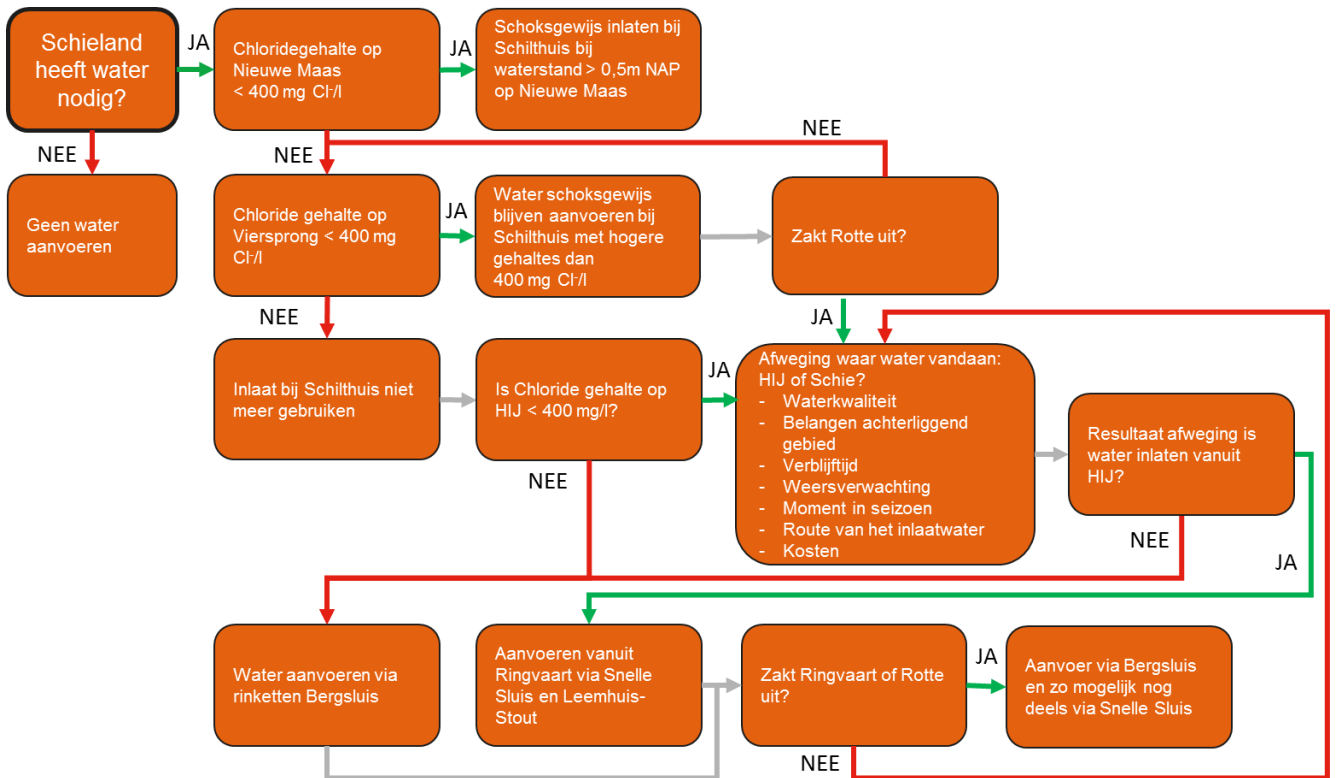 Schieland
heeft water
nodig?
JA
Chloridegehalte op
Nieuwe Maas
< 400 mg Cl⁻/l
JA
Schoksgewijs inlaten bij
Schilthuis bij
waterstand > 0,5m NAP
op Nieuwe Maas
NEE
NEE
NEE
Geen water
aanvoeren
Chloride gehalte op
Viersprong < 400 mg
Cl⁻/l
JA
Water schoksgewijs
blijven aanvoeren bij
Schilthuis met hogere
gehaltes dan
400 mg Cl⁻/l
Zakt Rotte uit?
NEE
JA
Inlaat bij Schilthuis niet
meer gebruiken
Is Chloride gehalte op
HIJ < 400 mg/l?
JA
Afweging waar water vandaan:
HIJ of Schie?
- Waterkwaliteit
- Belangen achterliggend
gebied
- Verblijftijd
- Weersverwachting
- Moment in seizoen
- Route van het inlaatwater
- Kosten
Resultaat afweging is
water inlaten vanuit
HIJ?
NEE
NEE
JA
Water aanvoeren via
rinketten Bergsluis
Aanvoeren vanuit
Ringvaart via Snelle
Sluis en Leemhuis-
Stout
Zakt Ringvaart of Rotte
uit?
JA
Aanvoer via Bergsluis
en zo mogelijk nog
deels via Snelle Sluis
NEE